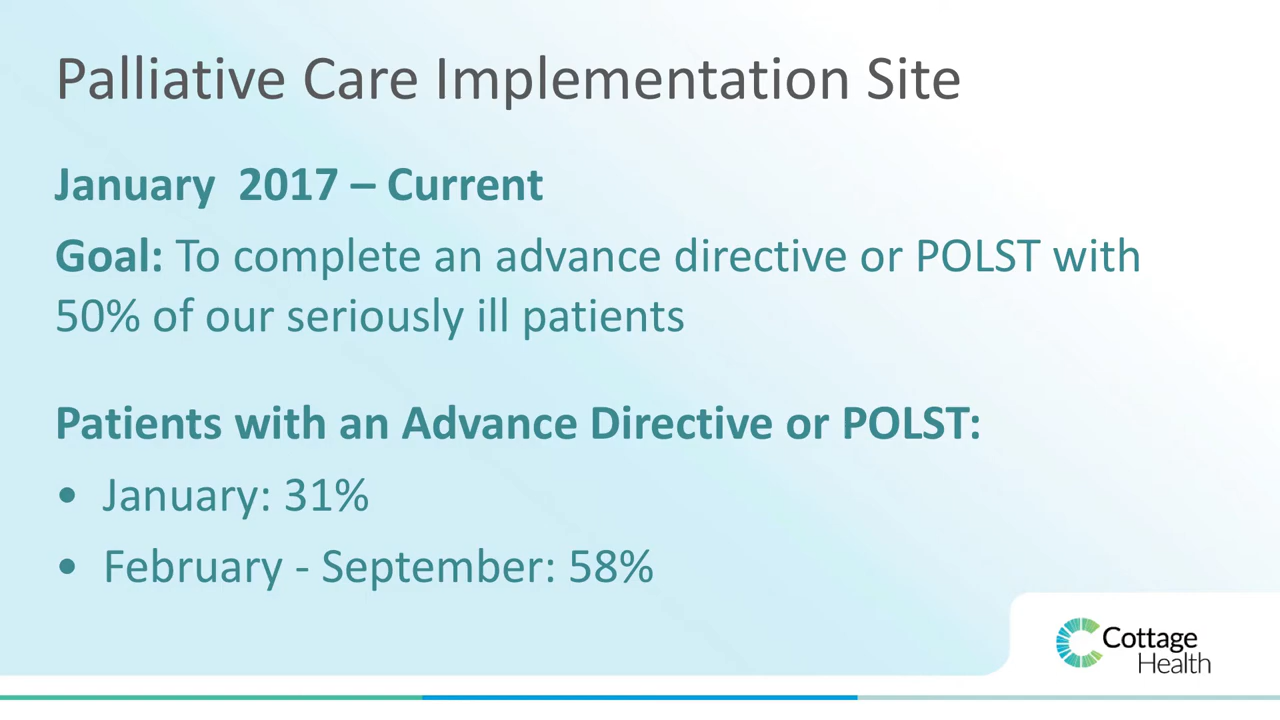 Palliative Care Implementation Site
January  2017 – Current
Goal: To complete an advance directive or POLST with
50% of our seriously ill patients
Patients with an Advance Directive or POLST:
• January: 31%
• February - September: 58%
Cottage
Health